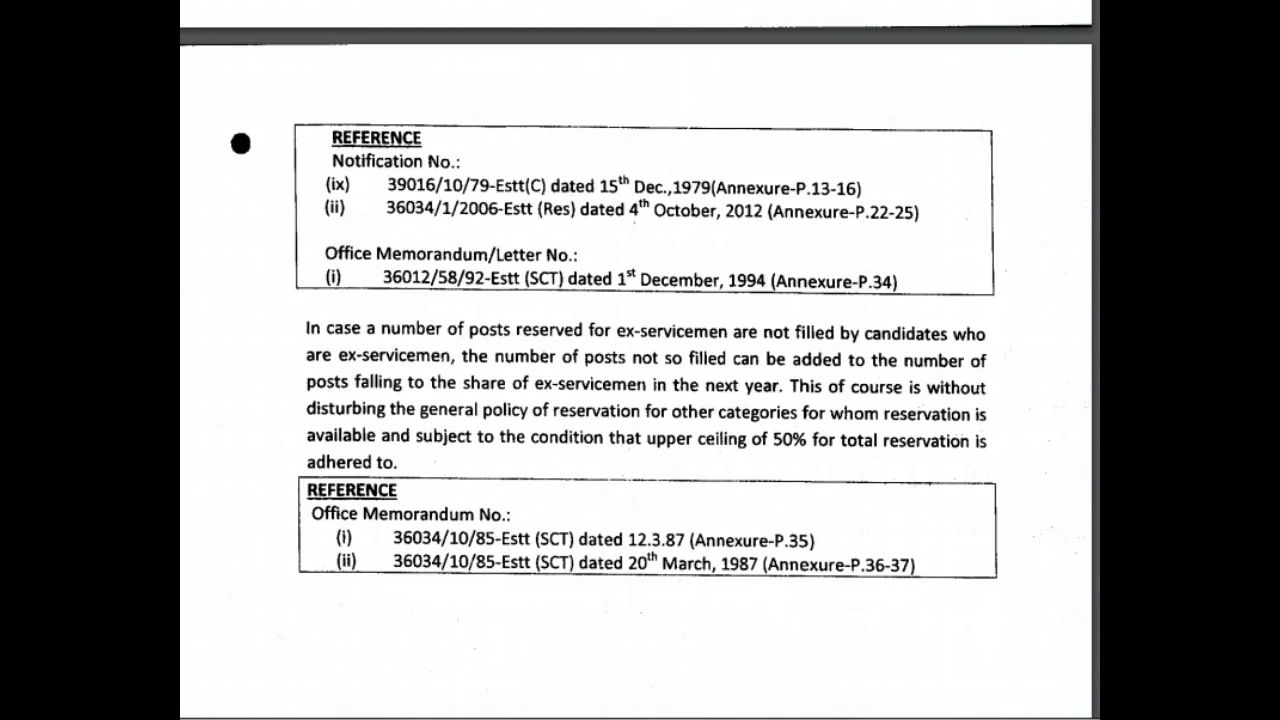 REFERENCE
Notification No.:
(ix) 39016/10/79-Estt(C) dated 15th Dec.,1979(Annexure-P.13-16)
(ii) 36034/1/2006-Estt (Res) dated 4th October, 2012 (Annexure-P.22-25)
Office Memorandum/Letter No.:
(i) 36012/58/92-Estt (SCT) dated 1st December, 1994 (Annexure-P.34)
In case a number of posts reserved for ex-servicemen are not filled by candidates who
are ex-servicemen, the number of posts not so filled can be added to the number of
posts falling to the share of ex-servicemen in the next year. This of course is without
disturbing the general policy of reservation for other categories for whom reservation is
available and subject to the condition that upper ceiling of 50% for total reservation is
adhered to.
REFERENCE
Office Memorandum No.:
(i) 36034/10/85-Estt (SCT) dated 12.3.87 (Annexure-P.35)
(ii) 36034/10/85-Estt (SCT) dated 20th March, 1987 (Annexure-P.36-37)